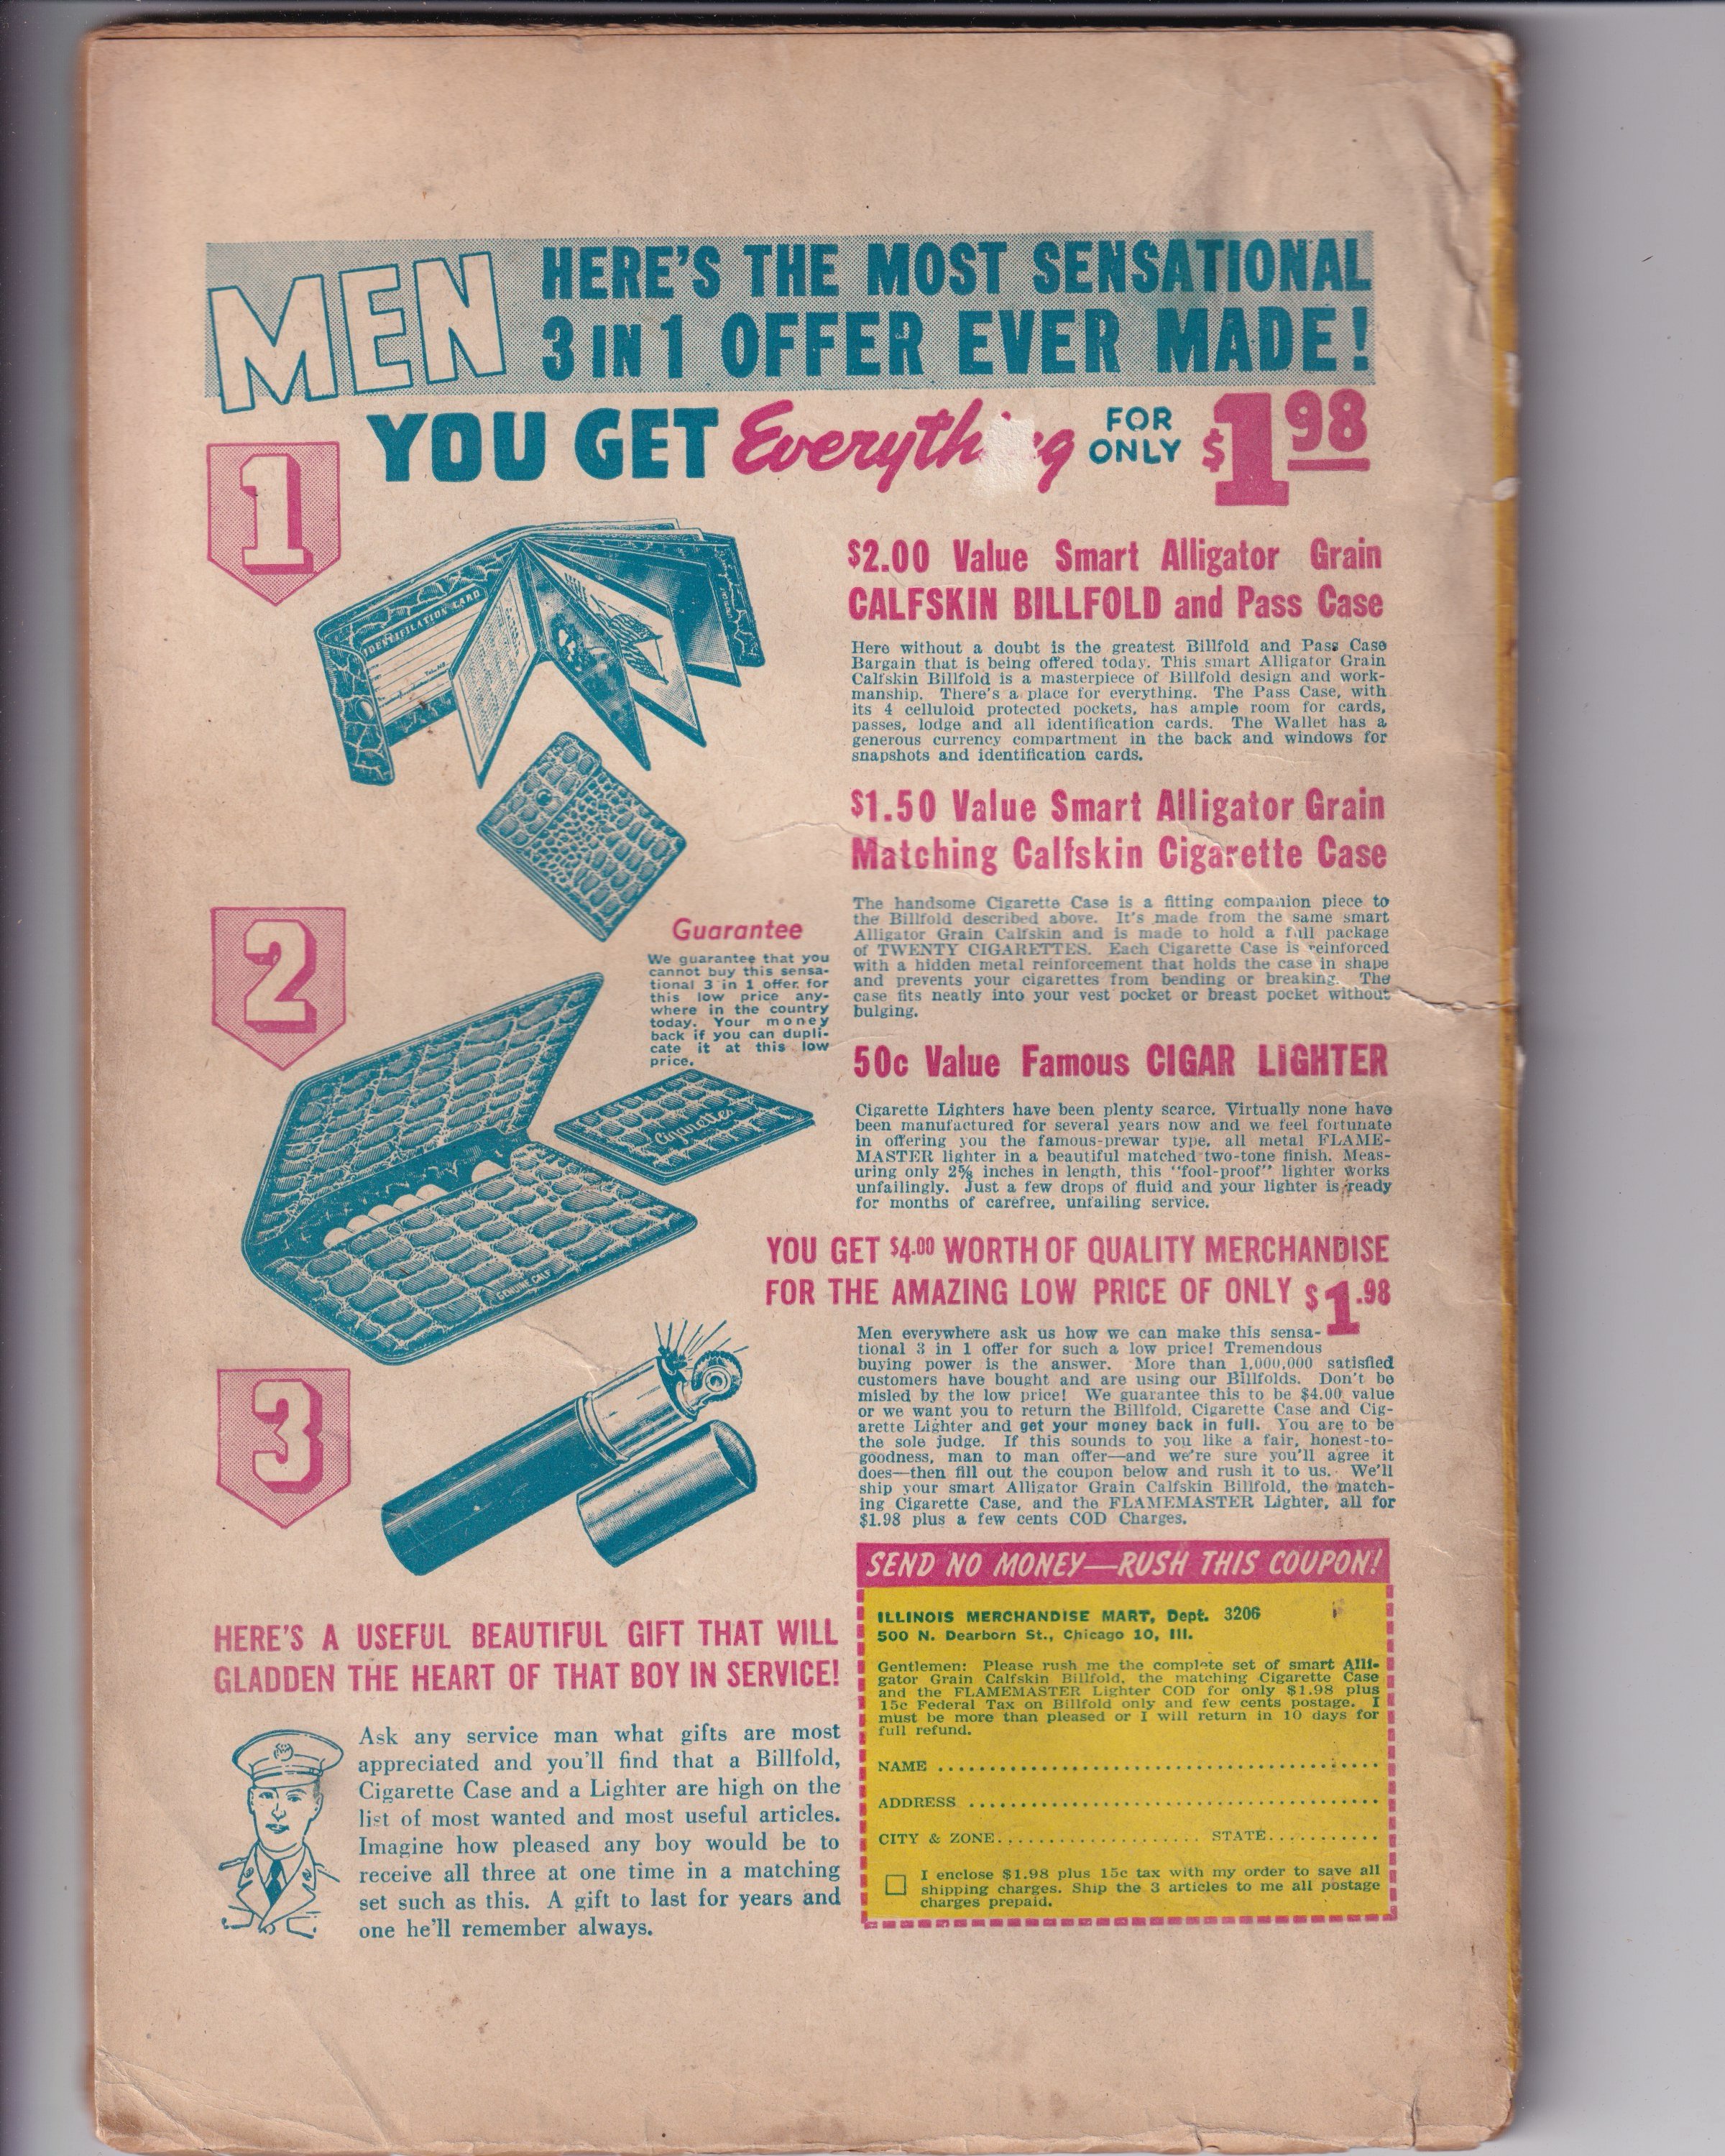 MEN
HERE'S THE MOST SENSATIONAL
3 IN 1 OFFER EVER MADE!
YOU GET FOR ONLY $1.98
1
$2.00 Value Smart Alligator Grain
CALFSKIN BILLFOLD and Pass Case
IDENTIFICATION CARD
Here without a doubt is the greatest Billfold and Pass Case
Bargain that is being offered today. This smart Alligator Grain
Calfskin Billfold is a masterpiece of Billfold design and work-
manship. There's a place for everything. The Pass Case, with
its 4 celluloid protected pockets, has ample room for cards,
passes, lodge and all identification cards. The Wallet has a
generous currency compartment in the back and windows for
snapshots and identification cards.
$1.50 Value Smart Alligator Grain
Matching Calfskin Cigarette Case
The handsome Cigarette Case is a fitting companion piece to
the Billfold described above. It's made from the same smart
Alligator Grain Calfskin and is made to hold a full package
of TWENTY CIGARETTES. Each Cigarette Case is reinforced
with a hidden metal reinforcement that holds the case in shape
and prevents your cigarettes from bending or breaking. The
case fits neatly into your vest pocket or breast pocket without
bulging.
2
Guarantee
We guarantee that you
cannot buy this sensa-
tional 3 in 1 offer for
this low price any-
where in the country
today. Your money
back if you can dupli-
cate it at this low
price.
Cigarettes
GENUINE CALF
50c Value Famous CIGAR LIGHTER
Cigarette Lighters have been plenty scarce. Virtually none have
been manufactured for several years now and we feel fortunate
in offering you the famous-prewar type, all metal FLAME-
MASTER lighter in a beautiful matched two-tone finish. Meas-
uring only 2⅝ inches in length, this "fool-proof" lighter works
unfailingly. Just a few drops of fluid and your lighter is ready
for months of carefree, unfailing service.
YOU GET $4.00 WORTH OF QUALITY MERCHANDISE
FOR THE AMAZING LOW PRICE OF ONLY $1.98
Men everywhere ask us how we can make this sensa-
tional 3 in 1 offer for such a low price! Tremendous
buying power is the answer. More than 1,000,000 satisfied
customers have bought and are using our Billfolds. Don't be
misled by the low price! We guarantee this to be $4.00 value
or we want you to return the Billfold, Cigarette Case and Cig-
arette Lighter and get your money back in full. You are to be
the sole judge. If this sounds to you like a fair, honest-to-
goodness, man to man offer—and we're sure you'll agree it
does—then fill out the coupon below and rush it to us. We'll
ship your smart Alligator Grain Calfskin Billfold, the match-
ing Cigarette Case, and the FLAMEMASTER Lighter, all for
$1.98 plus a few cents COD Charges.
3
HERE'S A USEFUL BEAUTIFUL GIFT THAT WILL
GLADDEN THE HEART OF THAT BOY IN SERVICE!
Ask any service man what gifts are most
appreciated and you'll find that a Billfold,
Cigarette Case and a Lighter are high on the
list of most wanted and most useful articles.
Imagine how pleased any boy would be to
receive all three at one time in a matching
set such as this. A gift to last for years and
one he'll remember always.
SEND NO MONEY—RUSH THIS COUPON!
ILLINOIS MERCHANDISE MART, Dept. 3206
500 N. Dearborn St., Chicago 10, Ill.
Gentlemen: Please rush me the complete set of smart Alli-
gator Grain Calfskin Billfold, the matching Cigarette Case
and the FLAMEMASTER Lighter COD for only $1.98 plus
15c Federal Tax on Billfold only and few cents postage. I
must be more than pleased or I will return in 10 days for
full refund.
NAME
ADDRESS
CITY & ZONE STATE
I enclose $1.98 plus 15c tax with my order to save all
shipping charges. Ship the 3 articles to me all postage
charges prepaid.